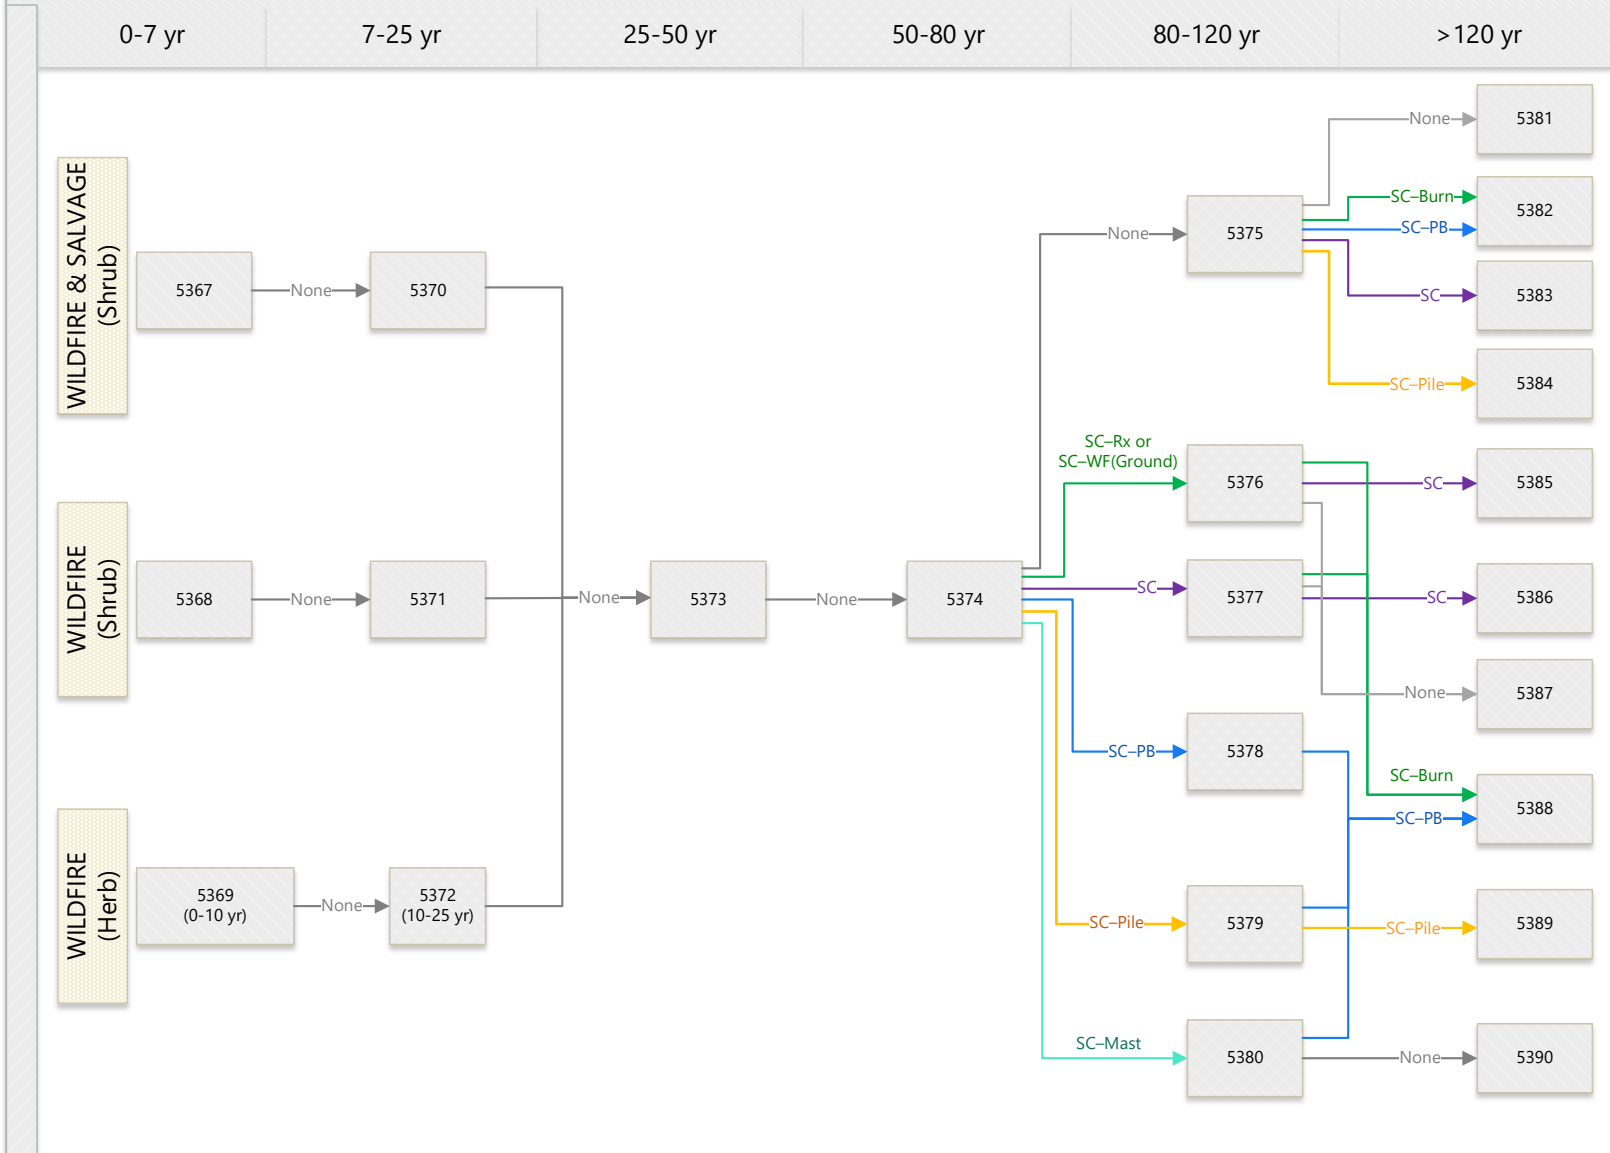 0-7 yr
7-25 yr
25-50 yr
50-80 yr
80-120 yr
>120 yr
WILDFIRE & SALVAGE
(Shrub)
5367
None
5370
WILDFIRE
(Shrub)
5368
None
5371
WILDFIRE
(Herb)
5369
(0-10 yr)
None
5372
(10-25 yr)
None
5373
None
5374
None
5375
SC–Rx or
SC–WF(Ground)
5376
SC
5377
SC–PB
5378
SC–Pile
5379
SC–Mast
5380
None
5381
SC–Burn
5382
SC–PB
SC
5383
SC–Pile
5384
SC
5385
SC
5386
None
5387
SC–Burn
5388
SC–PB
SC–Pile
5389
None
5390